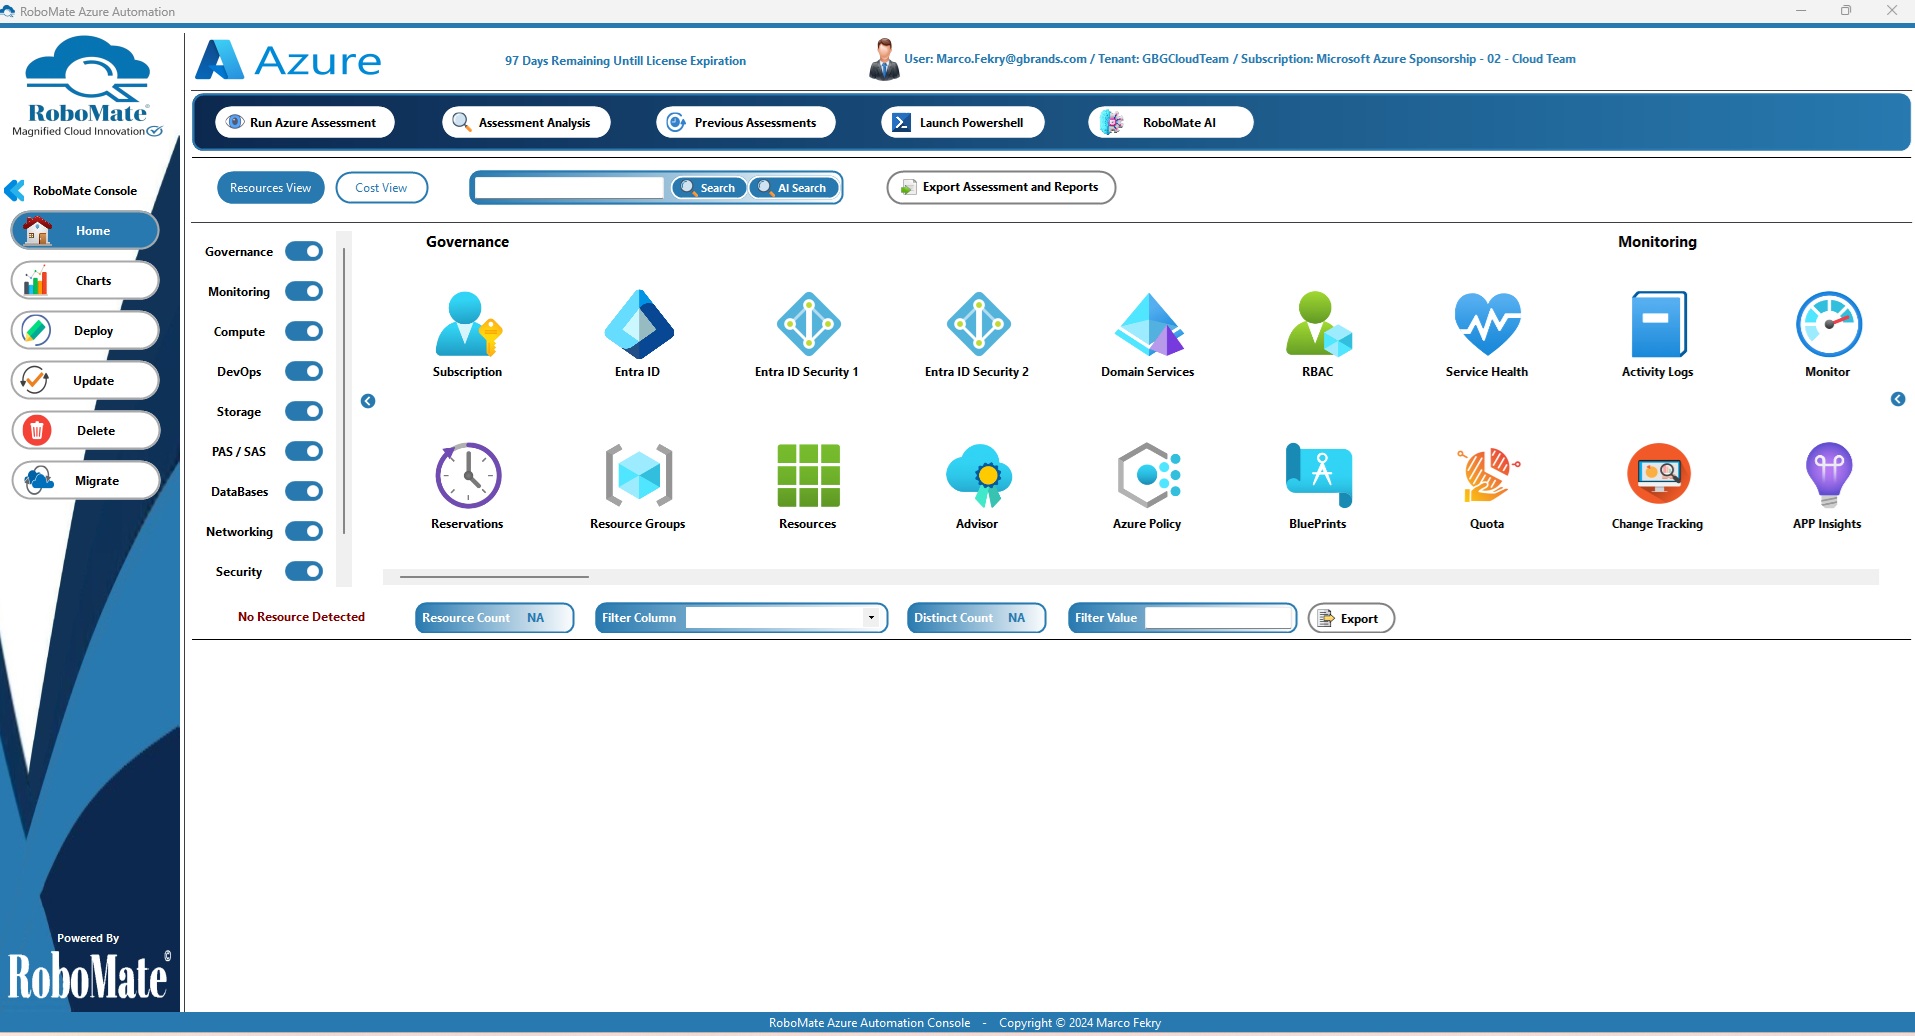 RoboMate Azure Automation
RoboMate
Magnified Cloud Innovation
Azure
97 Days Remaining Untill License Expiration
User: Marco.Fekry@gbrands.com / Tenant: GBGCloudTeam / Subscription: Microsoft Azure Sponsorship - 02 - Cloud Team
Run Azure Assessment
Assessment Analysis
Previous Assessments
Launch Powershell
RoboMate AI
RoboMate Console
Home
Charts
Deploy
Update
Delete
Migrate
Resources View
Cost View
Search
AI Search
Export Assessment and Reports
Governance
Monitoring
Compute
DevOps
Storage
PAS / SAS
DataBases
Networking
Security
Governance
Monitoring
Subscription
Entra ID
Entra ID Security 1
Entra ID Security 2
Domain Services
RBAC
Service Health
Activity Logs
Monitor
Reservations
Resource Groups
Resources
Advisor
Azure Policy
BluePrints
Quota
Change Tracking
APP Insights
No Resource Detected
Resource Count NA
Filter Column
Distinct Count NA
Filter Value
Export
Powered By
RoboMate©
RoboMate Azure Automation Console - Copyright © 2024 Marco Fekry